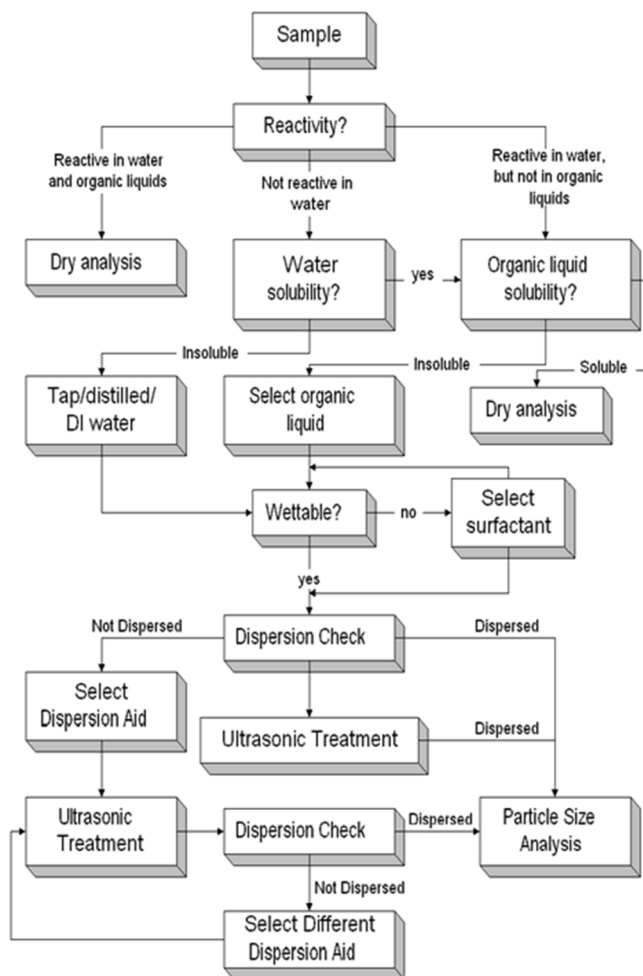 Sample
Reactivity?
Reactive in water
and organic liquids
Not reactive in
water
Reactive in water,
but not in organic
liquids
Dry analysis
Water
solubility?
yes
Organic liquid
solubility?
Insoluble
Insoluble
Soluble
Tap/distilled/
DI water
Select organic
liquid
Dry analysis
Wettable?
no
Select
surfactant
yes
Not Dispersed
Dispersion Check
Dispersed
Select
Dispersion Aid
Ultrasonic Treatment
Dispersed
Ultrasonic
Treatment
Dispersion Check
Dispersed
Particle Size
Analysis
Not Dispersed
Select Different
Dispersion Aid